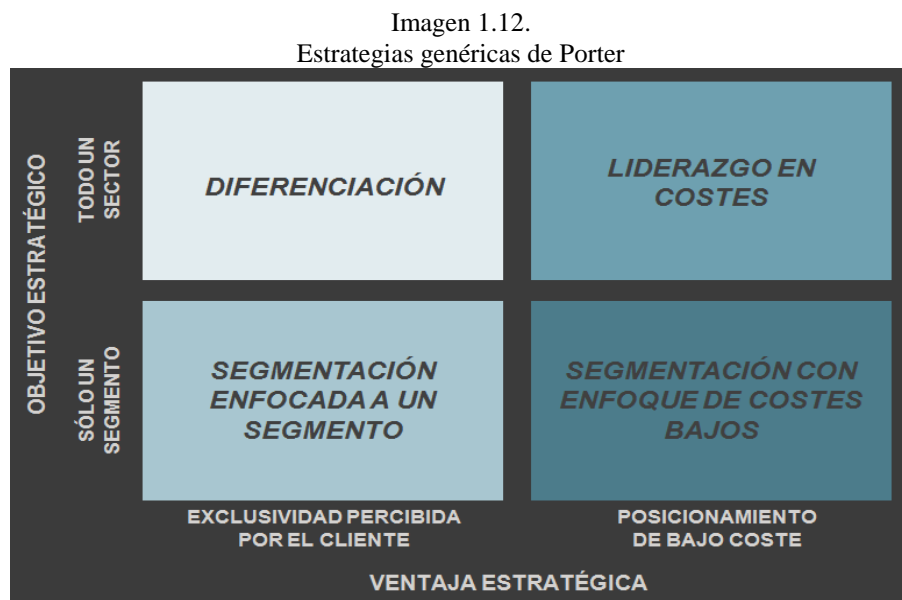 Imagen 1.12.
Estrategias genéricas de Porter
OBJETIVO ESTRATÉGICO
TODO UN
SECTOR
DIFERENCIACIÓN
LIDERAZGO EN
COSTES
SÓLO UN
SEGMENTO
SEGMENTACIÓN
ENFOCADA A UN
SEGMENTO
SEGMENTACIÓN CON
ENFOQUE DE COSTES
BAJOS
EXCLUSIVIDAD PERCIBIDA
POR EL CLIENTE
POSICIONAMIENTO
DE BAJO COSTE
VENTAJA ESTRATÉGICA